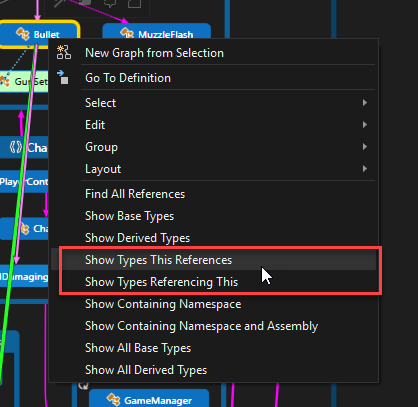 Bullet
MuzzleFlash
New Graph from Selection
Go To Definition
Select
Edit
Group
Layout
Find All References
Show Base Types
Show Derived Types
Show Types This References
Show Types Referencing This
Show Containing Namespace
Show Containing Namespace and Assembly
Show All Base Types
Show All Derived Types
GunSet
Cha
PlayerCont
Cha
IDamaging
GameManager